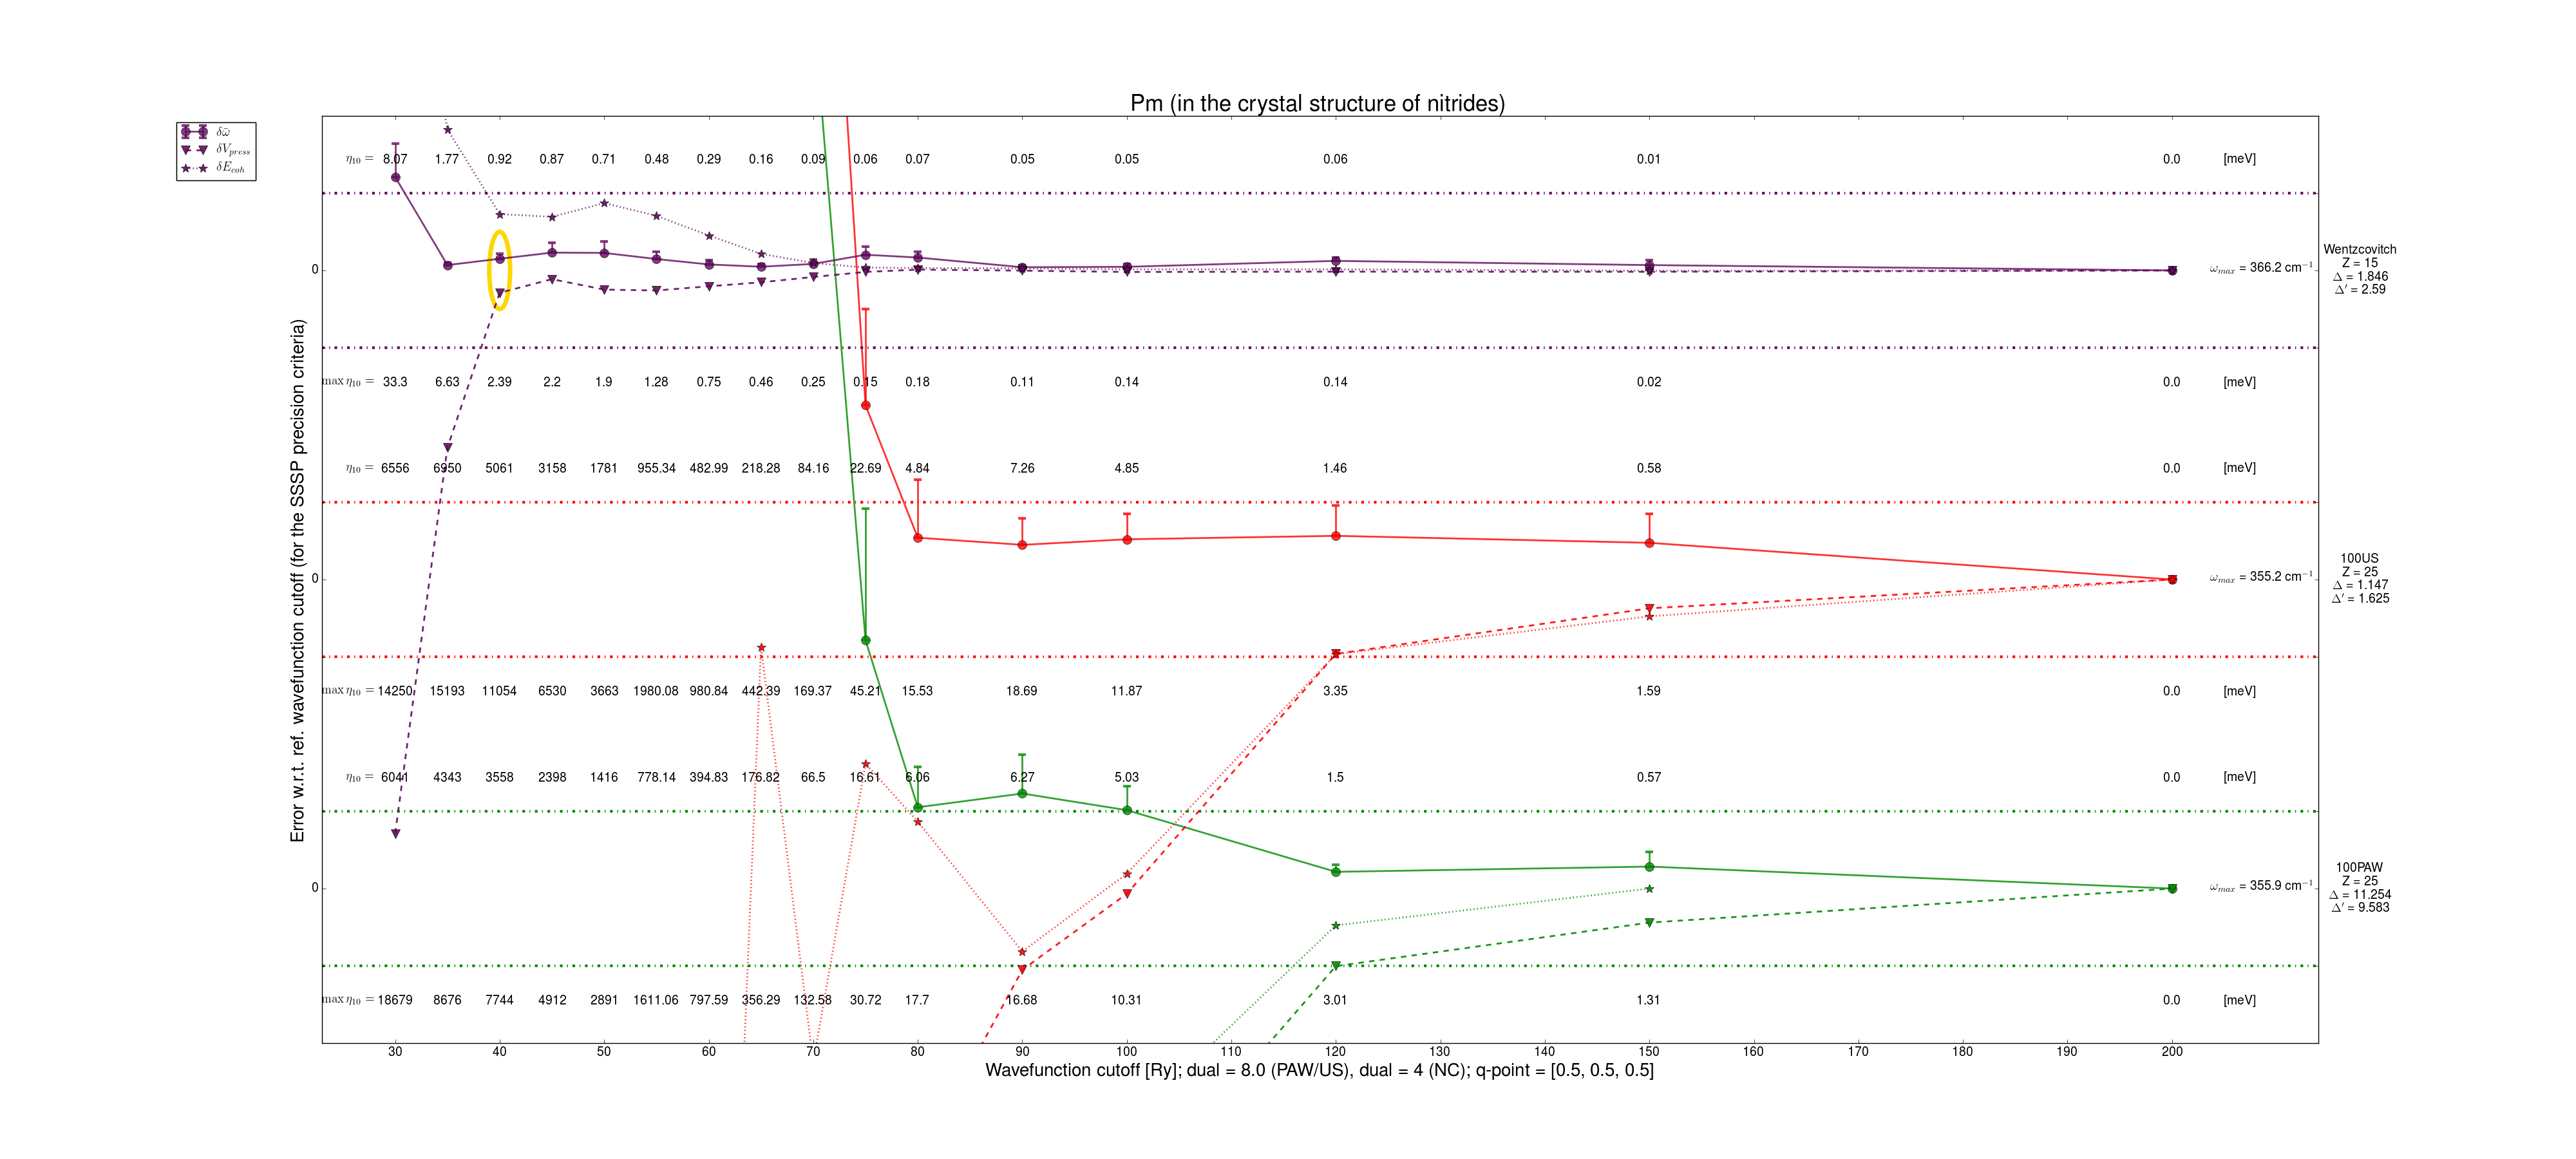 Pm (in the crystal structure of nitrides)
δω̄
δV_press
δE_coh
η₁₀ = 8.07 1.77 0.92 0.87 0.71 0.48 0.29 0.16 0.09 0.06 0.07 0.05 0.05 0.06 0.01 0.0 [meV]
0
ω_max = 366.2 cm⁻¹
Wentzcovitch
Z = 15
Δ = 1.846
Δ′ = 2.59
max η₁₀ = 33.3 6.63 2.39 2.2 1.9 1.28 0.75 0.46 0.25 0.15 0.18 0.11 0.14 0.14 0.02 0.0 [meV]
η₁₀ = 6556 6950 5061 3158 1781 955.34 482.99 218.28 84.16 22.69 4.84 7.26 4.85 1.46 0.58 0.0 [meV]
0
ω_max = 355.2 cm⁻¹
100US
Z = 25
Δ = 1.147
Δ′ = 1.625
max η₁₀ = 14250 15193 11054 6530 3663 1980.08 980.84 442.39 169.37 45.21 15.53 18.69 11.87 3.35 1.59 0.0 [meV]
η₁₀ = 6041 4343 3558 2398 1416 778.14 394.83 176.82 66.5 16.61 6.06 6.27 5.03 1.5 0.57 0.0 [meV]
0
ω_max = 355.9 cm⁻¹
100PAW
Z = 25
Δ = 11.254
Δ′ = 9.583
max η₁₀ = 18679 8676 7744 4912 2891 1611.06 797.59 356.29 132.58 30.72 17.7 16.68 10.31 3.01 1.31 0.0 [meV]
30 40 50 60 70 80 90 100 110 120 130 140 150 160 170 180 190 200
Wavefunction cutoff [Ry]; dual = 8.0 (PAW/US), dual = 4 (NC); q-point = [0.5, 0.5, 0.5]
Error w.r.t. ref. wavefunction cutoff (for the SSSP precision criteria)